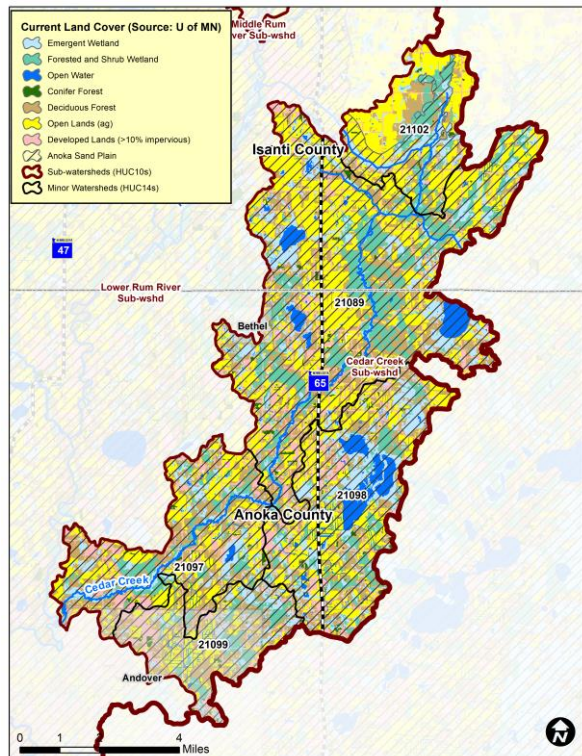 Current Land Cover (Source: U of MN)
Emergent Wetland
Forested and Shrub Wetland
Open Water
Conifer Forest
Deciduous Forest
Open Lands (ag)
Developed Lands (>10% impervious)
Anoka Sand Plain
Sub-watersheds (HUC10s)
Minor Watersheds (HUC14s)
Middle Rum
River Sub-wshd
21102
Isanti County
47
Lower Rum River
Sub-wshd
21089
Bethel
Cedar Creek
Sub-wshd
65
21098
Anoka County
21097
Cedar Creek
21099
Andover
0 1 4
Miles
N